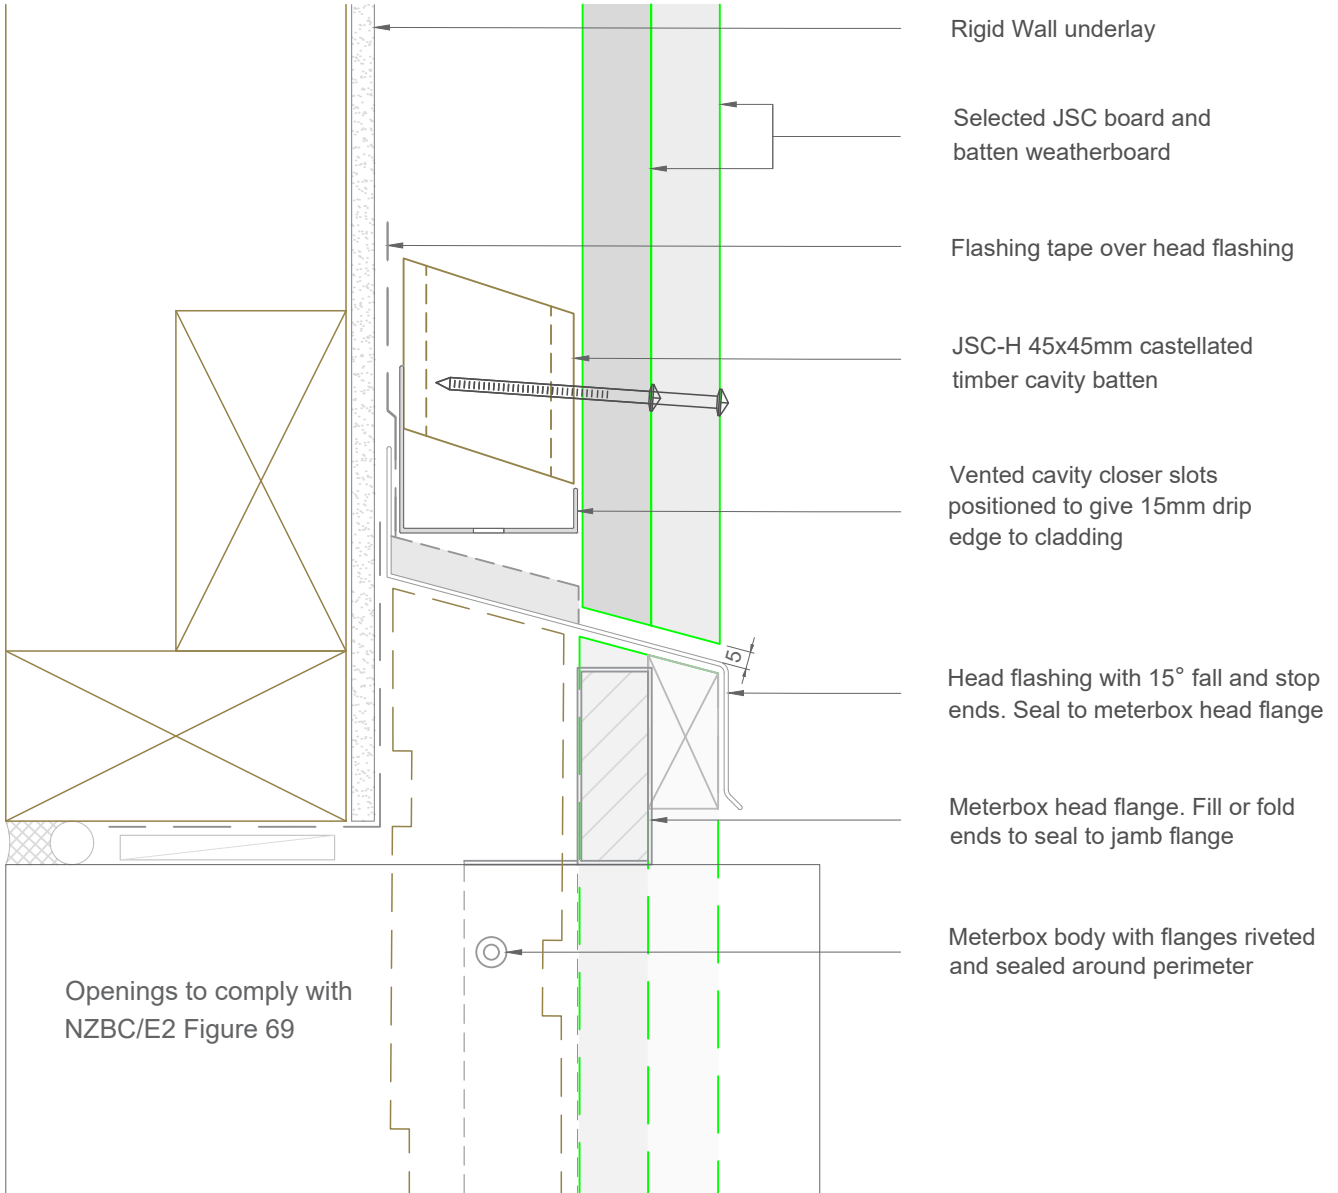 Rigid Wall underlay
Selected JSC board and
batten weatherboard
Flashing tape over head flashing
JSC-H 45x45mm castellated
timber cavity batten
Vented cavity closer slots
positioned to give 15mm drip
edge to cladding
5
Head flashing with 15° fall and stop
ends. Seal to meterbox head flange
Meterbox head flange. Fill or fold
ends to seal to jamb flange
Meterbox body with flanges riveted
and sealed around perimeter
Openings to comply with
NZBC/E2 Figure 69